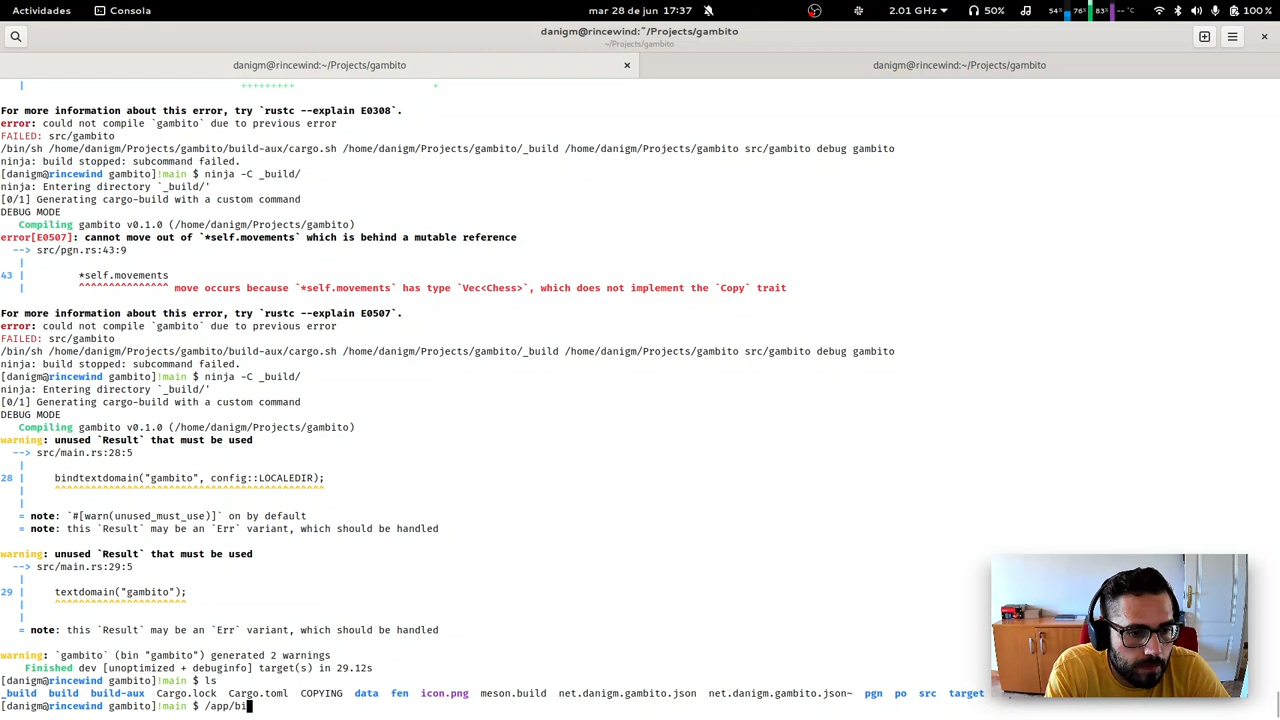 Actividades Consola mar 28 de jun 17:37 2.01 GHz 50% 54% 76% 83% --°C 100 %
danigm@rincewind:~/Projects/gambito
~/Projects/gambito
danigm@rincewind:~/Projects/gambito danigm@rincewind:~/Projects/gambito
| +++++++++ +
For more information about this error, try `rustc --explain E0308`.
error: could not compile `gambito` due to previous error
FAILED: src/gambito
/bin/sh /home/danigm/Projects/gambito/build-aux/cargo.sh /home/danigm/Projects/gambito/_build /home/danigm/Projects/gambito src/gambito debug gambito
ninja: build stopped: subcommand failed.
[danigm@rincewind gambito]!main $ ninja -C _build/
ninja: Entering directory `_build/'
[0/1] Generating cargo-build with a custom command
DEBUG MODE
Compiling gambito v0.1.0 (/home/danigm/Projects/gambito)
error[E0507]: cannot move out of `*self.movements` which is behind a mutable reference
--> src/pgn.rs:43:9
|
43 | *self.movements
| ^^^^^^^^^^^^^^^ move occurs because `*self.movements` has type `Vec<Chess>`, which does not implement the `Copy` trait
For more information about this error, try `rustc --explain E0507`.
error: could not compile `gambito` due to previous error
FAILED: src/gambito
/bin/sh /home/danigm/Projects/gambito/build-aux/cargo.sh /home/danigm/Projects/gambito/_build /home/danigm/Projects/gambito src/gambito debug gambito
ninja: build stopped: subcommand failed.
[danigm@rincewind gambito]!main $ ninja -C _build/
ninja: Entering directory `_build/'
[0/1] Generating cargo-build with a custom command
DEBUG MODE
Compiling gambito v0.1.0 (/home/danigm/Projects/gambito)
warning: unused `Result` that must be used
--> src/main.rs:28:5
|
28 | bindtextdomain("gambito", config::LOCALEDIR);
| ^^^^^^^^^^^^^^^^^^^^^^^^^^^^^^^^^^^^^^^^^^^^^
|
= note: `#[warn(unused_must_use)]` on by default
= note: this `Result` may be an `Err` variant, which should be handled
warning: unused `Result` that must be used
--> src/main.rs:29:5
|
29 | textdomain("gambito");
| ^^^^^^^^^^^^^^^^^^^^^^
|
= note: this `Result` may be an `Err` variant, which should be handled
warning: `gambito` (bin "gambito") generated 2 warnings
Finished dev [unoptimized + debuginfo] target(s) in 29.12s
[danigm@rincewind gambito]!main $ ls
_build build build-aux Cargo.lock Cargo.toml COPYING data fen icon.png meson.build net.danigm.gambito.json net.danigm.gambito.json~ pgn po src target
[danigm@rincewind gambito]!main $ /app/bi